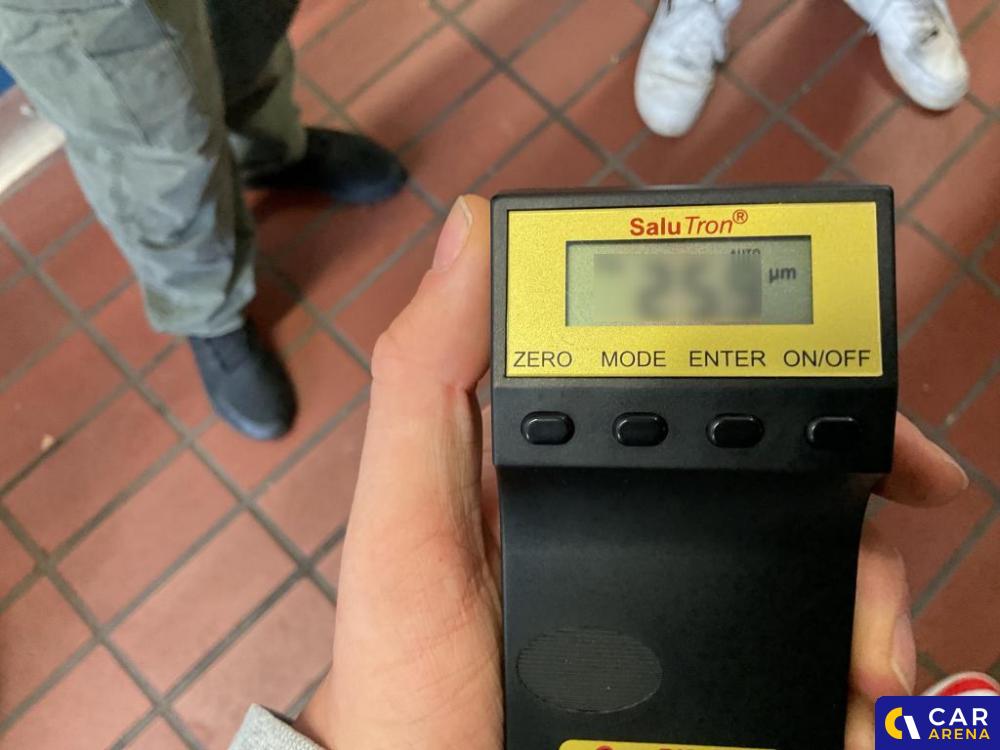 SaluTron®
AUTO
µm
ZERO MODE ENTER ON/OFF
CAR
ARENA